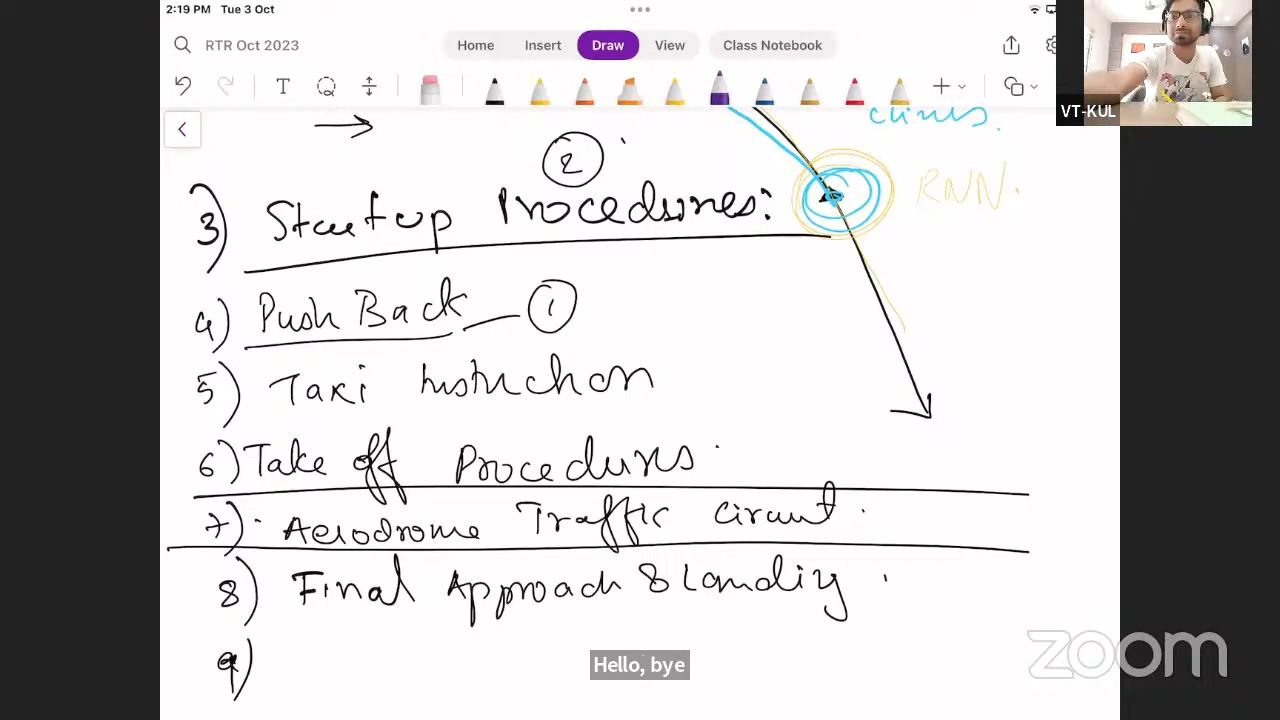 2:19 PM Tue 3 Oct
RTR Oct 2023
Home Insert Draw View Class Notebook
VT-KUL
climes.
2
3) Startup Procedures:
RNN.
4) Push Back — 1
5) Taxi Instruction
6) Take off Procedures.
7) Aerodrome Traffic Circuit.
8) Final Approach & Landing.
9)
Hello, bye
zoom